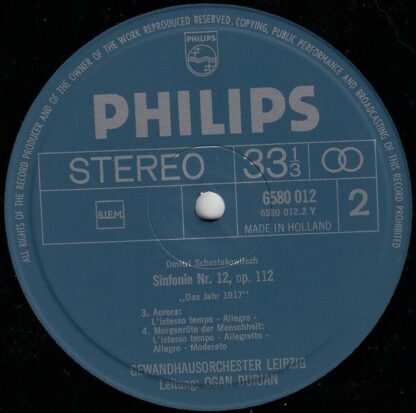 ALL RIGHTS OF THE RECORD PRODUCER AND OF THE OWNER OF THE WORK REPRODUCED RESERVED. COPYING, PUBLIC PERFORMANCE AND BROADCASTING OF THIS RECORD PROHIBITED
PHILIPS
PHILIPS
STEREO 33 1/3
B.I.E.M.
6580 012
6580 012.2 Y
MADE IN HOLLAND
2
Dmitri Schostakowitsch
Sinfonie Nr. 12, op. 112
„Das Jahr 1917"
3. Aurora:
L'istesso tempo - Allegro -
4. Morgenröte der Menschheit:
L'istesso tempo - Allegretto -
Allegro - Moderato
GEWANDHAUSORCHESTER LEIPZIG
Leitung: OGAN DURJAN